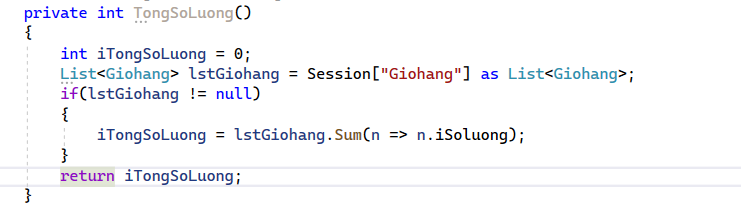 private int TongSoLuong()
{
    int iTongSoLuong = 0;
    List<Giohang> lstGiohang = Session["Giohang"] as List<Giohang>;
    if(lstGiohang != null)
    {
        iTongSoLuong = lstGiohang.Sum(n => n.iSoluong);
    }
    return iTongSoLuong;
}